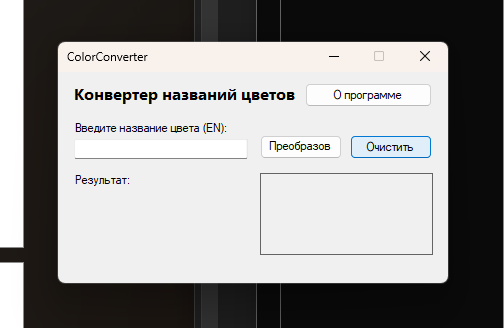 ColorConverter
Конвертер названий цветов
О программе
Введите название цвета (EN):
Преобразов
Очистить
Результат: